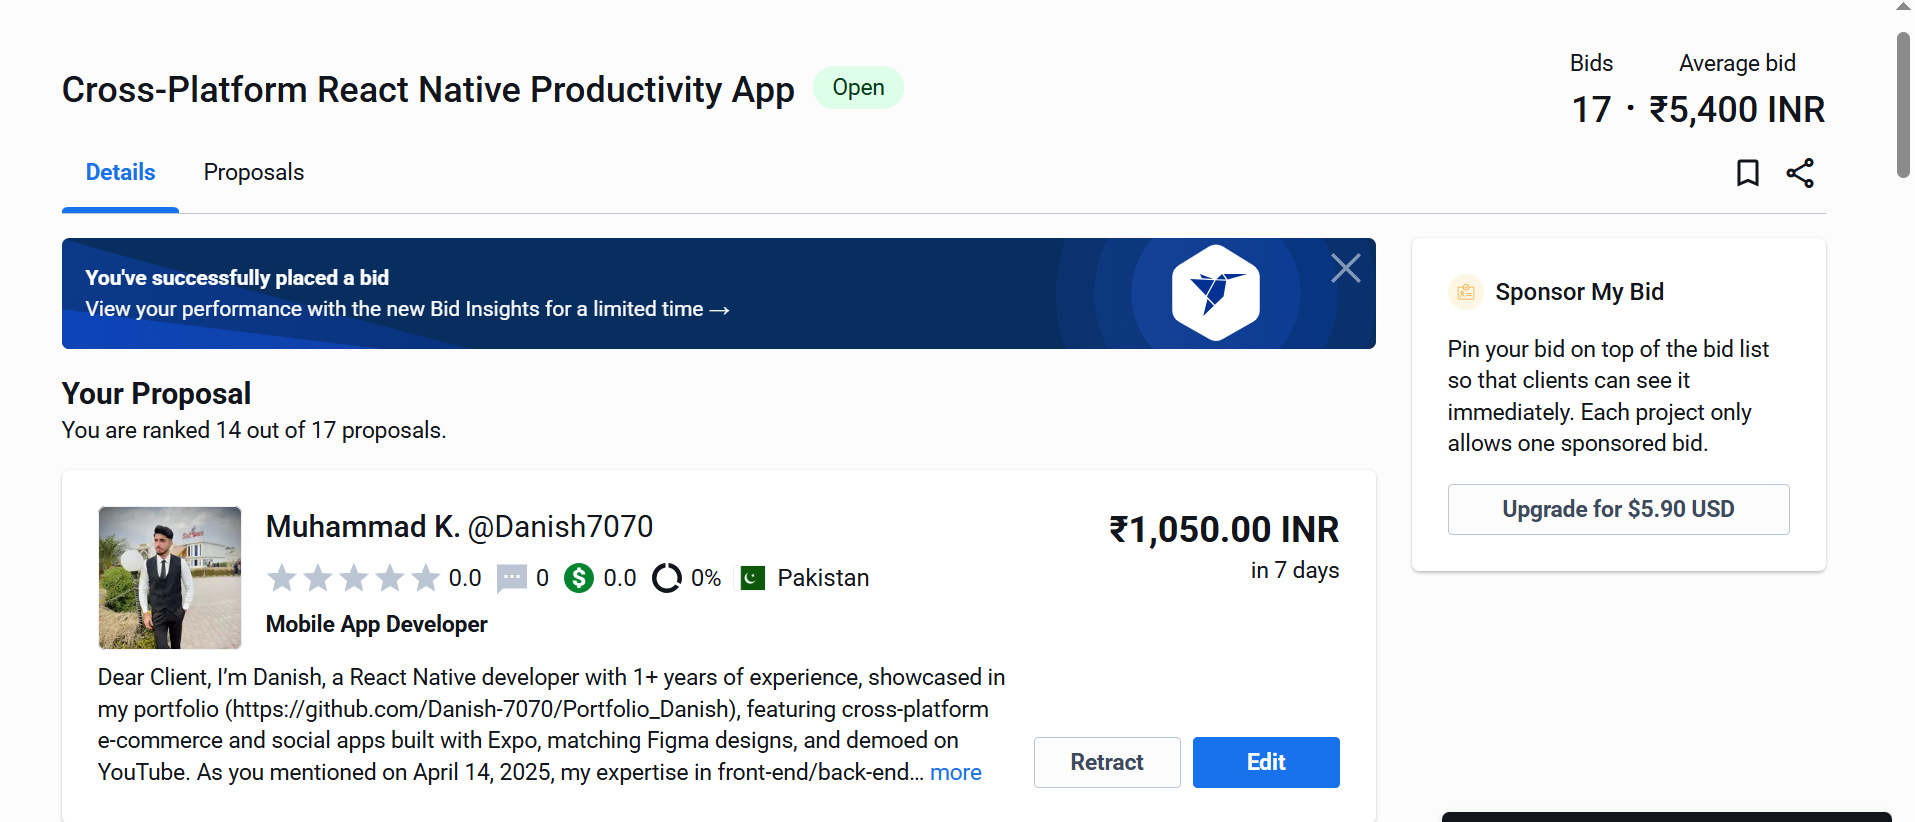 Cross-Platform React Native Productivity App
Open
Bids
Average bid
17 · ₹5,400 INR
Details
Proposals
You've successfully placed a bid
View your performance with the new Bid Insights for a limited time →
Sponsor My Bid
Pin your bid on top of the bid list
so that clients can see it
immediately. Each project only
allows one sponsored bid.
Upgrade for $5.90 USD
Your Proposal
You are ranked 14 out of 17 proposals.
Muhammad K. @Danish7070
₹1,050.00 INR
in 7 days
0.0 0 0.0 0% Pakistan
Mobile App Developer
Dear Client, I’m Danish, a React Native developer with 1+ years of experience, showcased in
my portfolio (https://github.com/Danish-7070/Portfolio_Danish), featuring cross-platform
e-commerce and social apps built with Expo, matching Figma designs, and demoed on
YouTube. As you mentioned on April 14, 2025, my expertise in front-end/back-end... more
Retract
Edit